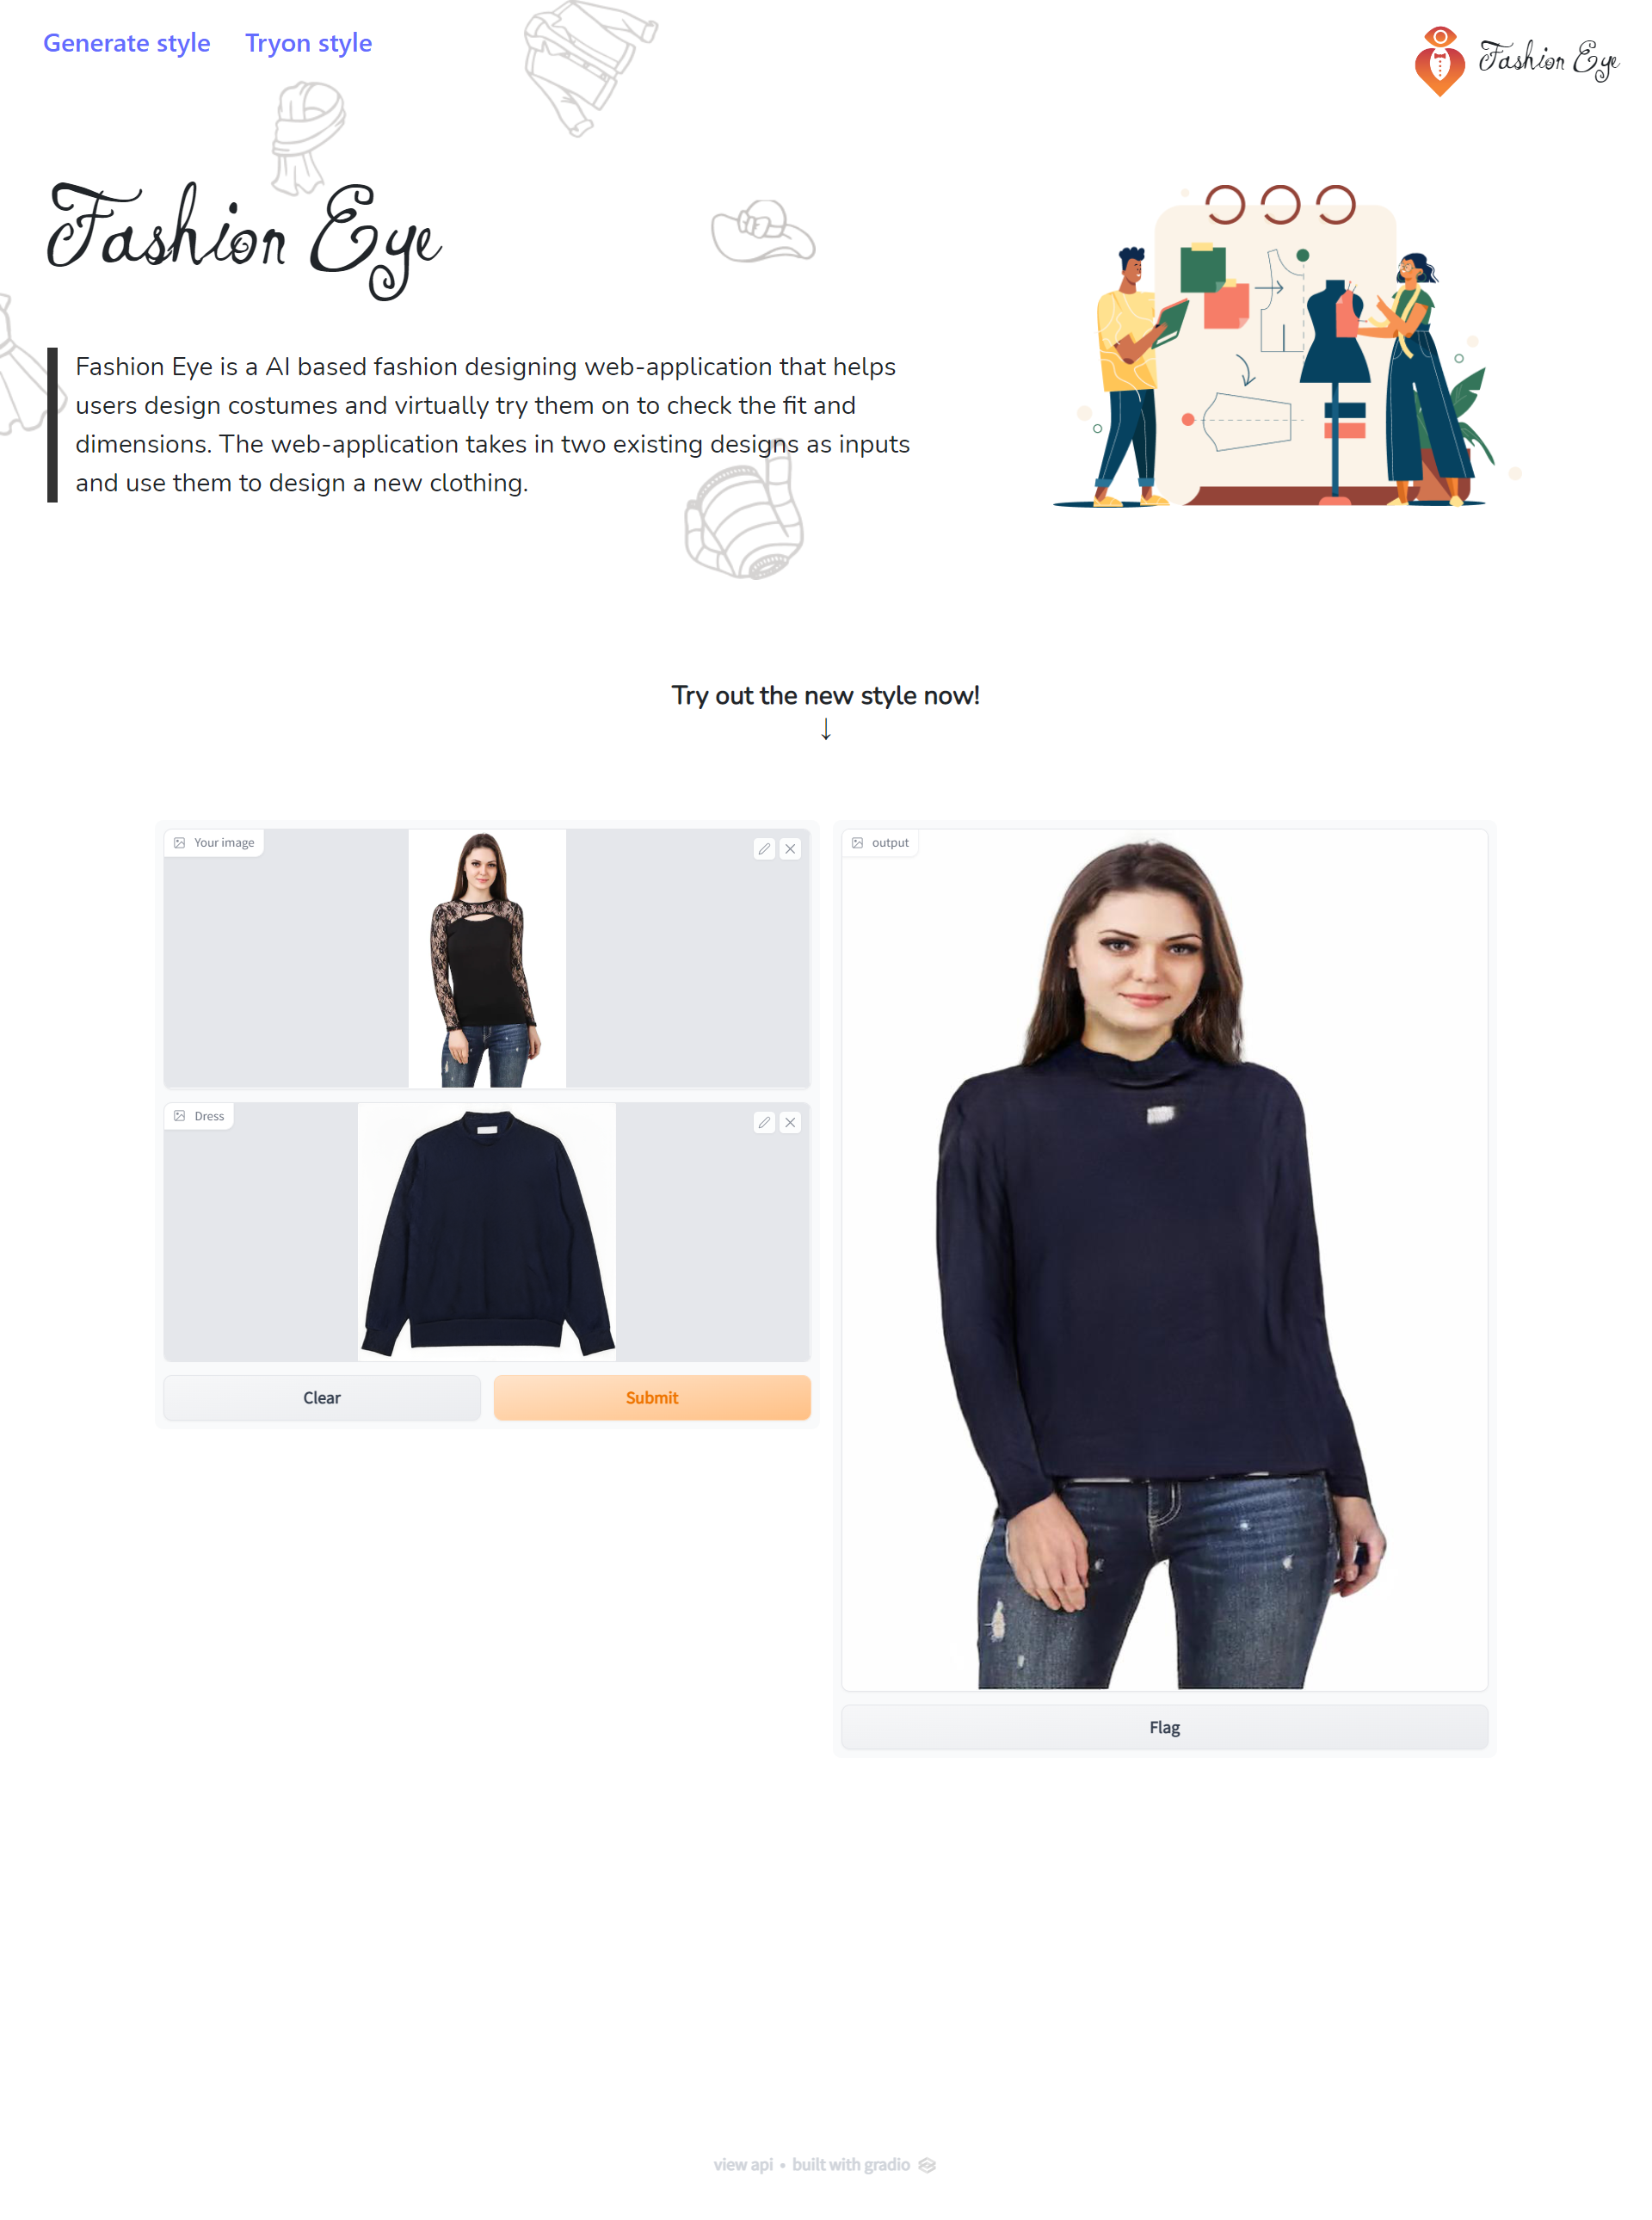 Generate style Tryon style
Fashion Eye
Fashion Eye
Fashion Eye is a AI based fashion designing web-application that helps
users design costumes and virtually try them on to check the fit and
dimensions. The web-application takes in two existing designs as inputs
and use them to design a new clothing.
Try out the new style now!
↓
Your image
Dress
Clear Submit
output
Flag
view api • built with gradio